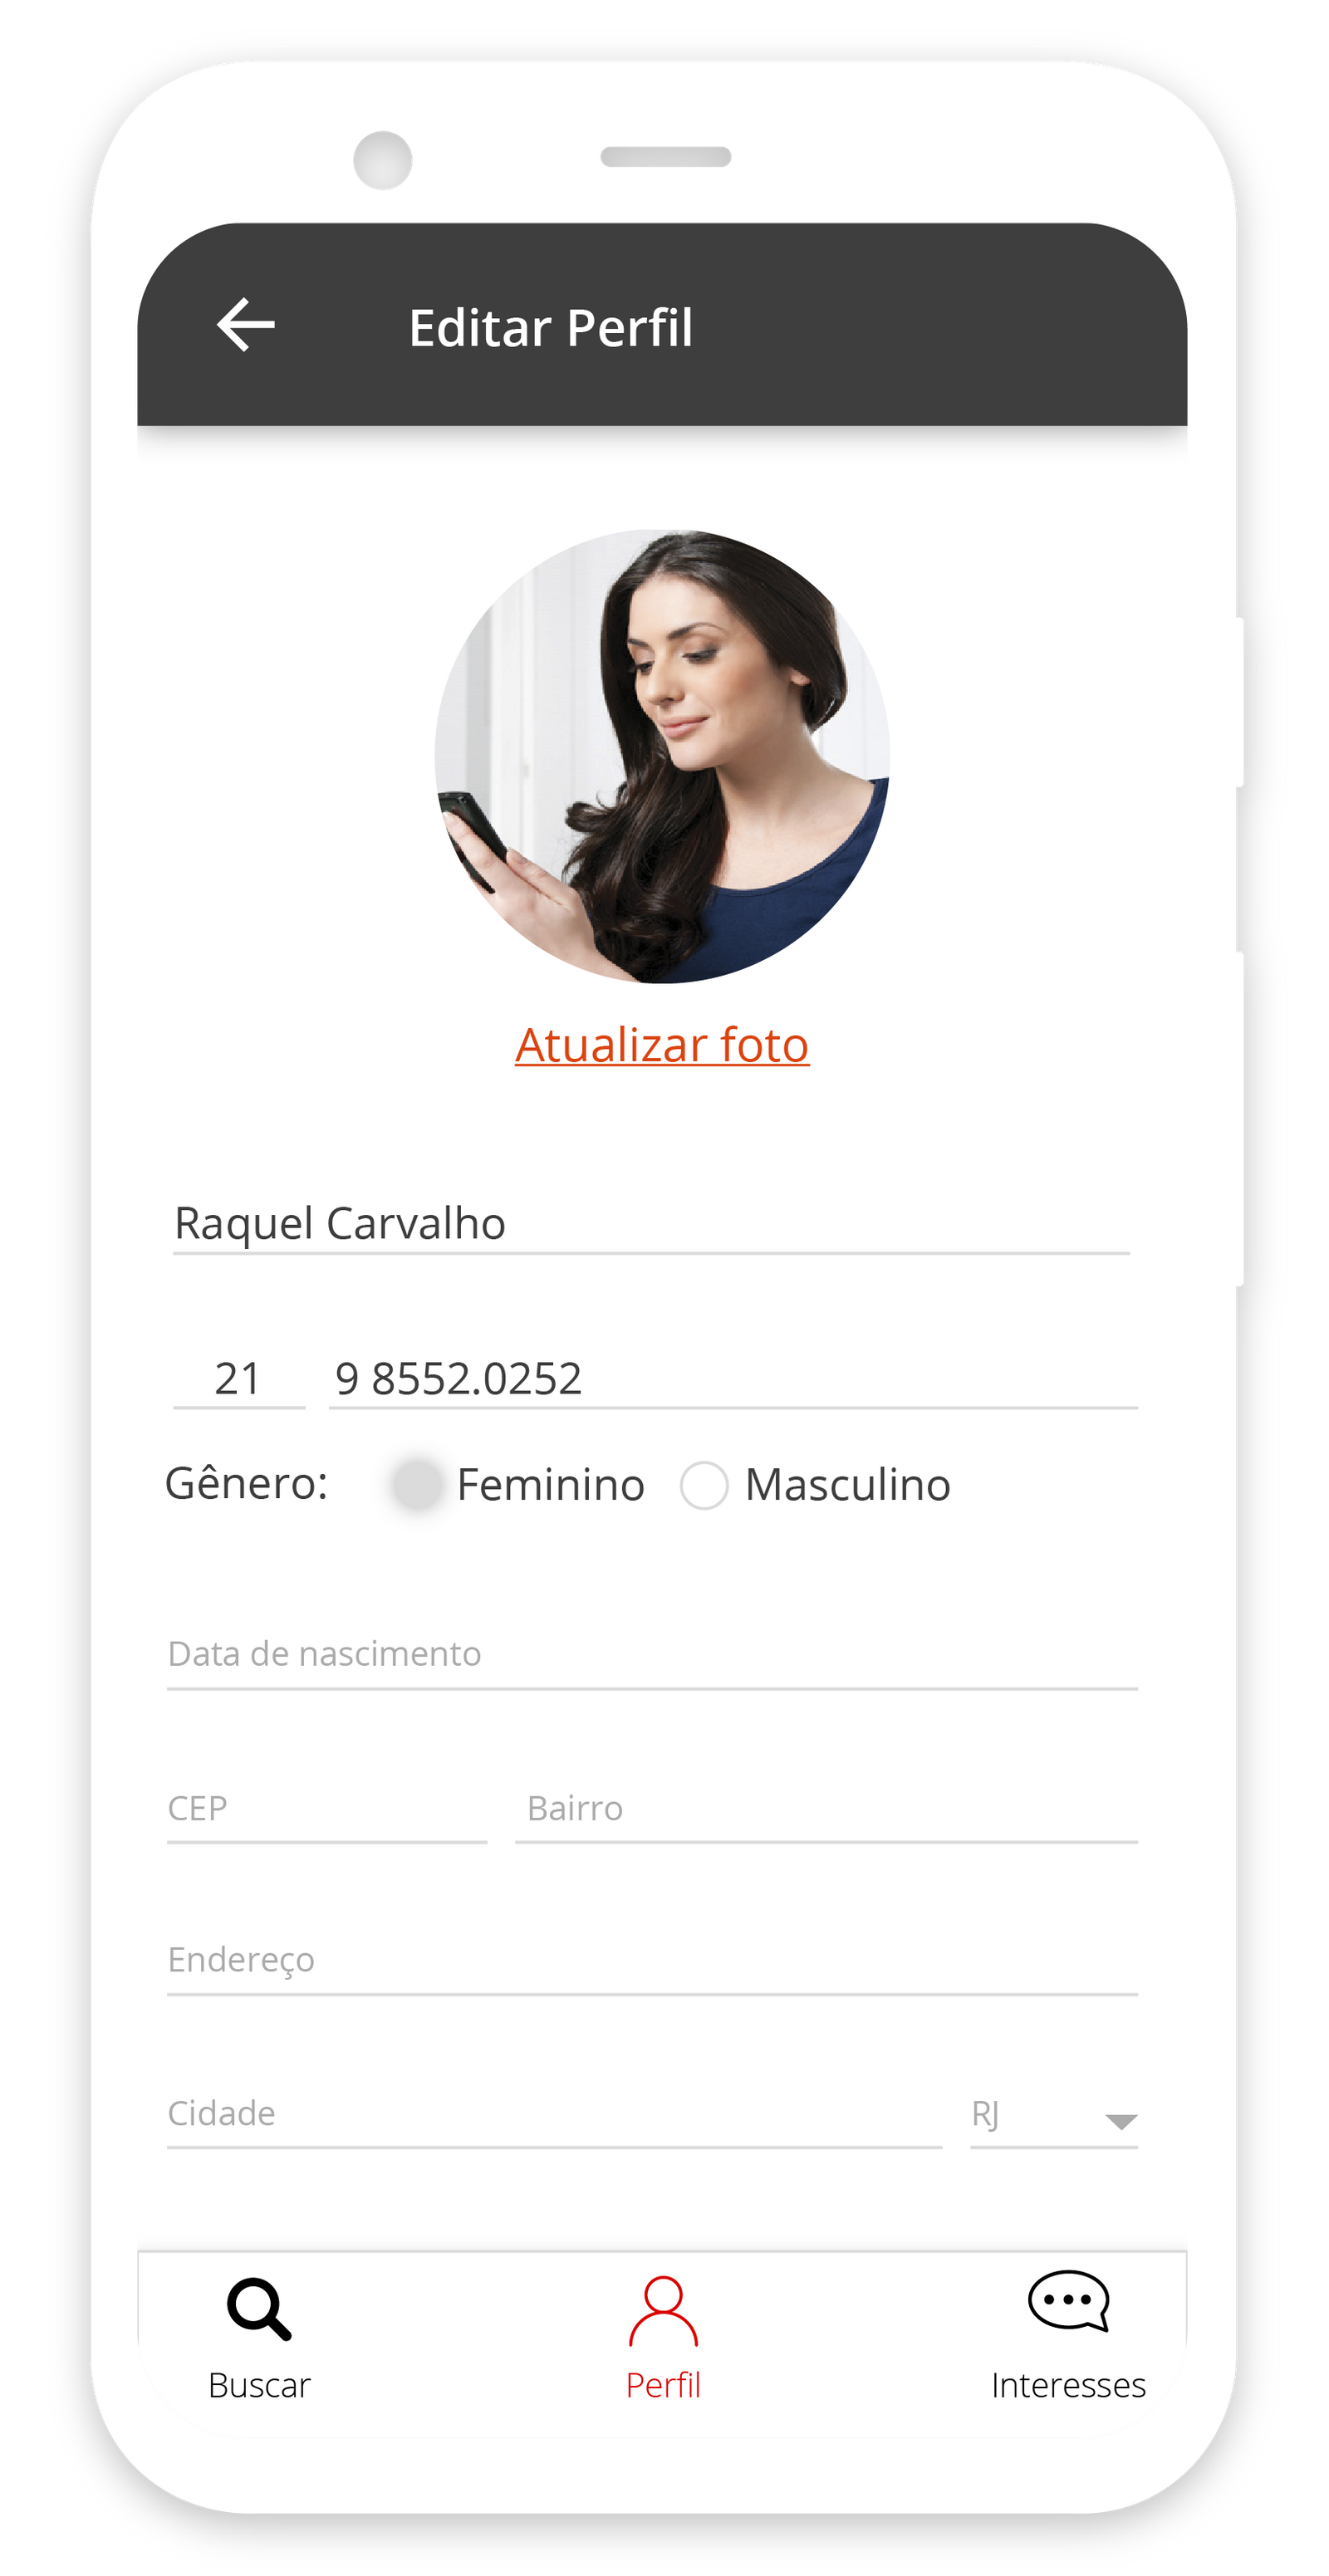 Editar Perfil
Atualizar foto
Raquel Carvalho
21 9 8552.0252
Gênero: Feminino Masculino
Data de nascimento
CEP Bairro
Endereço
Cidade RJ
Buscar Perfil Interesses